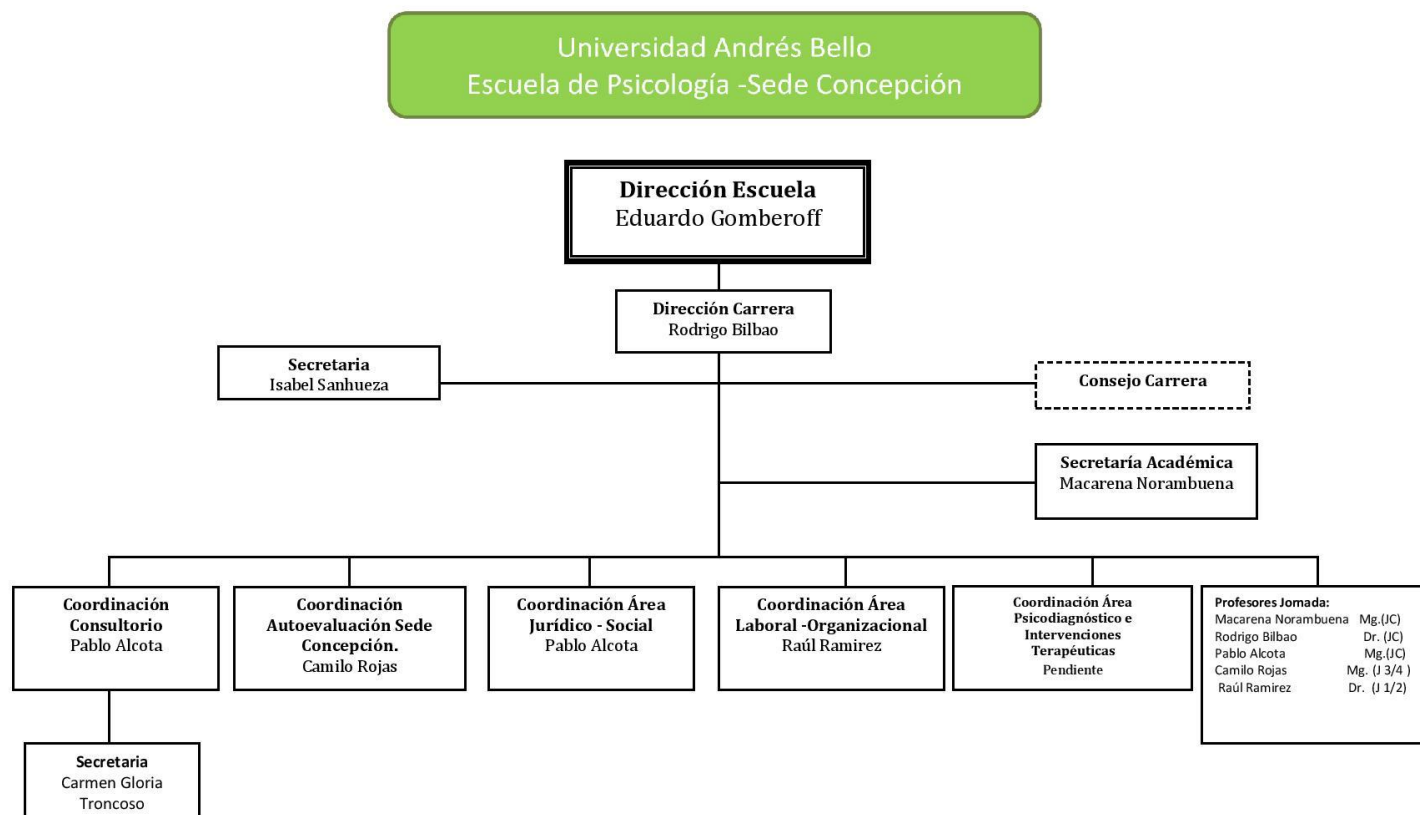 Universidad Andrés Bello
Escuela de Psicología -Sede Concepción
Dirección Escuela
Eduardo Gomberoff
Dirección Carrera
Rodrigo Bilbao
Secretaria
Isabel Sanhueza
Consejo Carrera
Secretaría Académica
Macarena Norambuena
Coordinación
Consultorio
Pablo Alcota
Coordinación
Autoevaluación Sede
Concepción.
Camilo Rojas
Coordinación Área
Jurídico - Social
Pablo Alcota
Coordinación Área
Laboral -Organizacional
Raúl Ramirez
Coordinación Área
Psicodiagnóstico e
Intervenciones
Terapéuticas
Pendiente
Profesores Jornada:
Macarena Norambuena Mg.(JC)
Rodrigo Bilbao Dr. (JC)
Pablo Alcota Mg.(JC)
Camilo Rojas Mg. (J 3/4 )
Raúl Ramirez Dr. (J 1/2)
Secretaria
Carmen Gloria
Troncoso